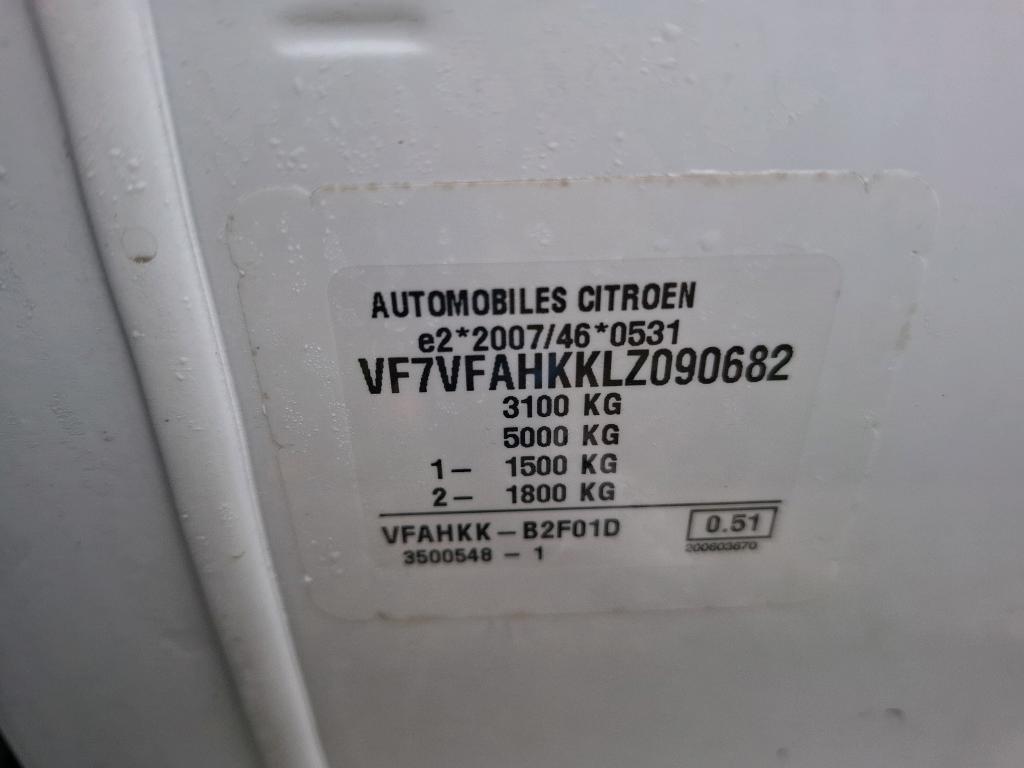 AUTOMOBILES CITROEN
e2*2007/46*0531
VF7VFAHKKLZ090682
3100 KG
5000 KG
1- 1500 KG
2- 1800 KG
VFAHKK-B2F01D 0.51
3500548 - 1 200603670